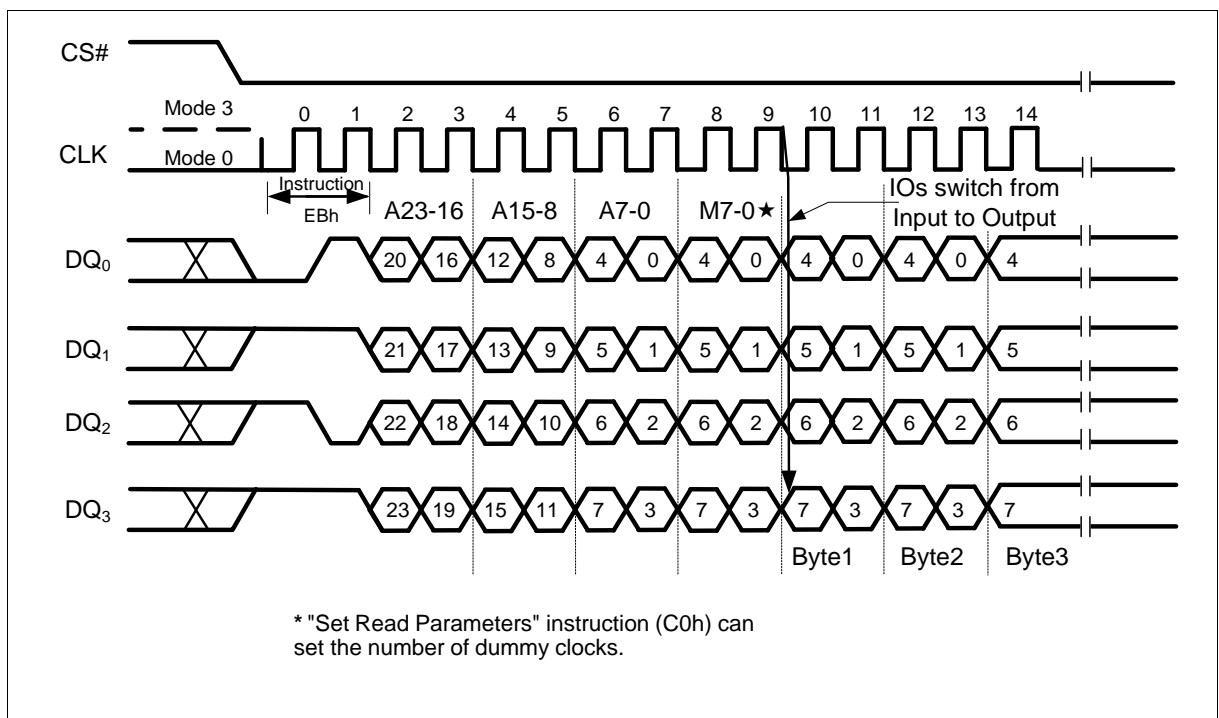 CS#
Mode 3
0 1 2 3 4 5 6 7 8 9 10 11 12 13 14
CLK
Mode 0
Instruction
IOs switch from
EBh
A23-16 A15-8 A7-0 M7-0★
Input to Output
DQ₀ 20 16 12 8 4 0 4 0 4 0 4 0 4
DQ₁ 21 17 13 9 5 1 5 1 5 1 5 1 5
DQ₂ 22 18 14 10 6 2 6 2 6 2 6 2 6
DQ₃ 23 19 15 11 7 3 7 3 7 3 7 3 7
Byte1 Byte2 Byte3
* "Set Read Parameters" instruction (C0h) can
set the number of dummy clocks.